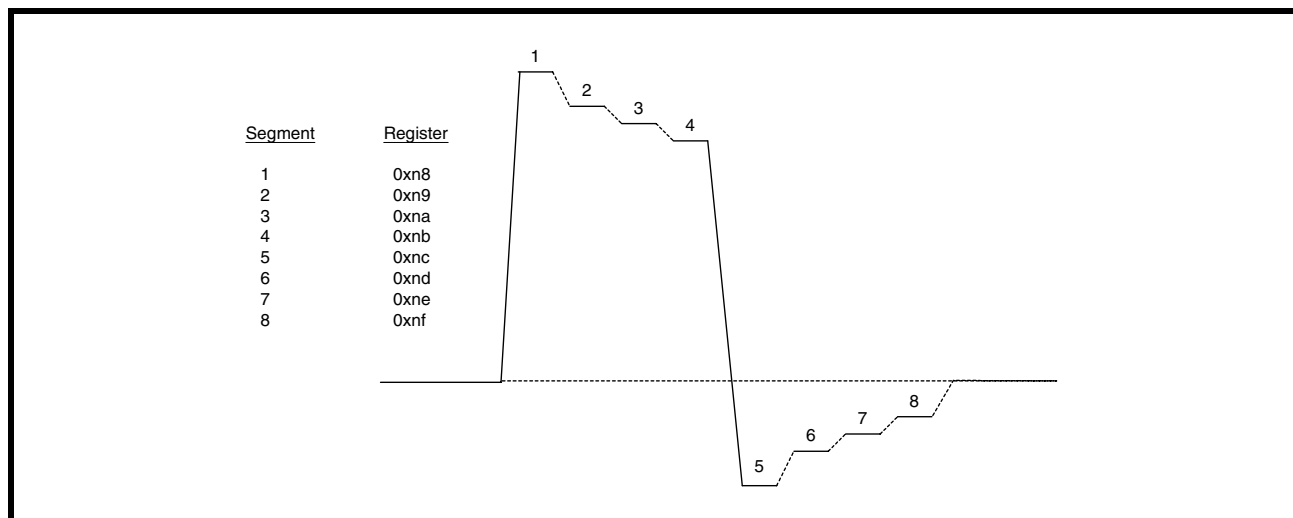 Segment Register
1 0xn8
2 0xn9
3 0xna
4 0xnb
5 0xnc
6 0xnd
7 0xne
8 0xnf
1
2
3
4
5
6
7
8